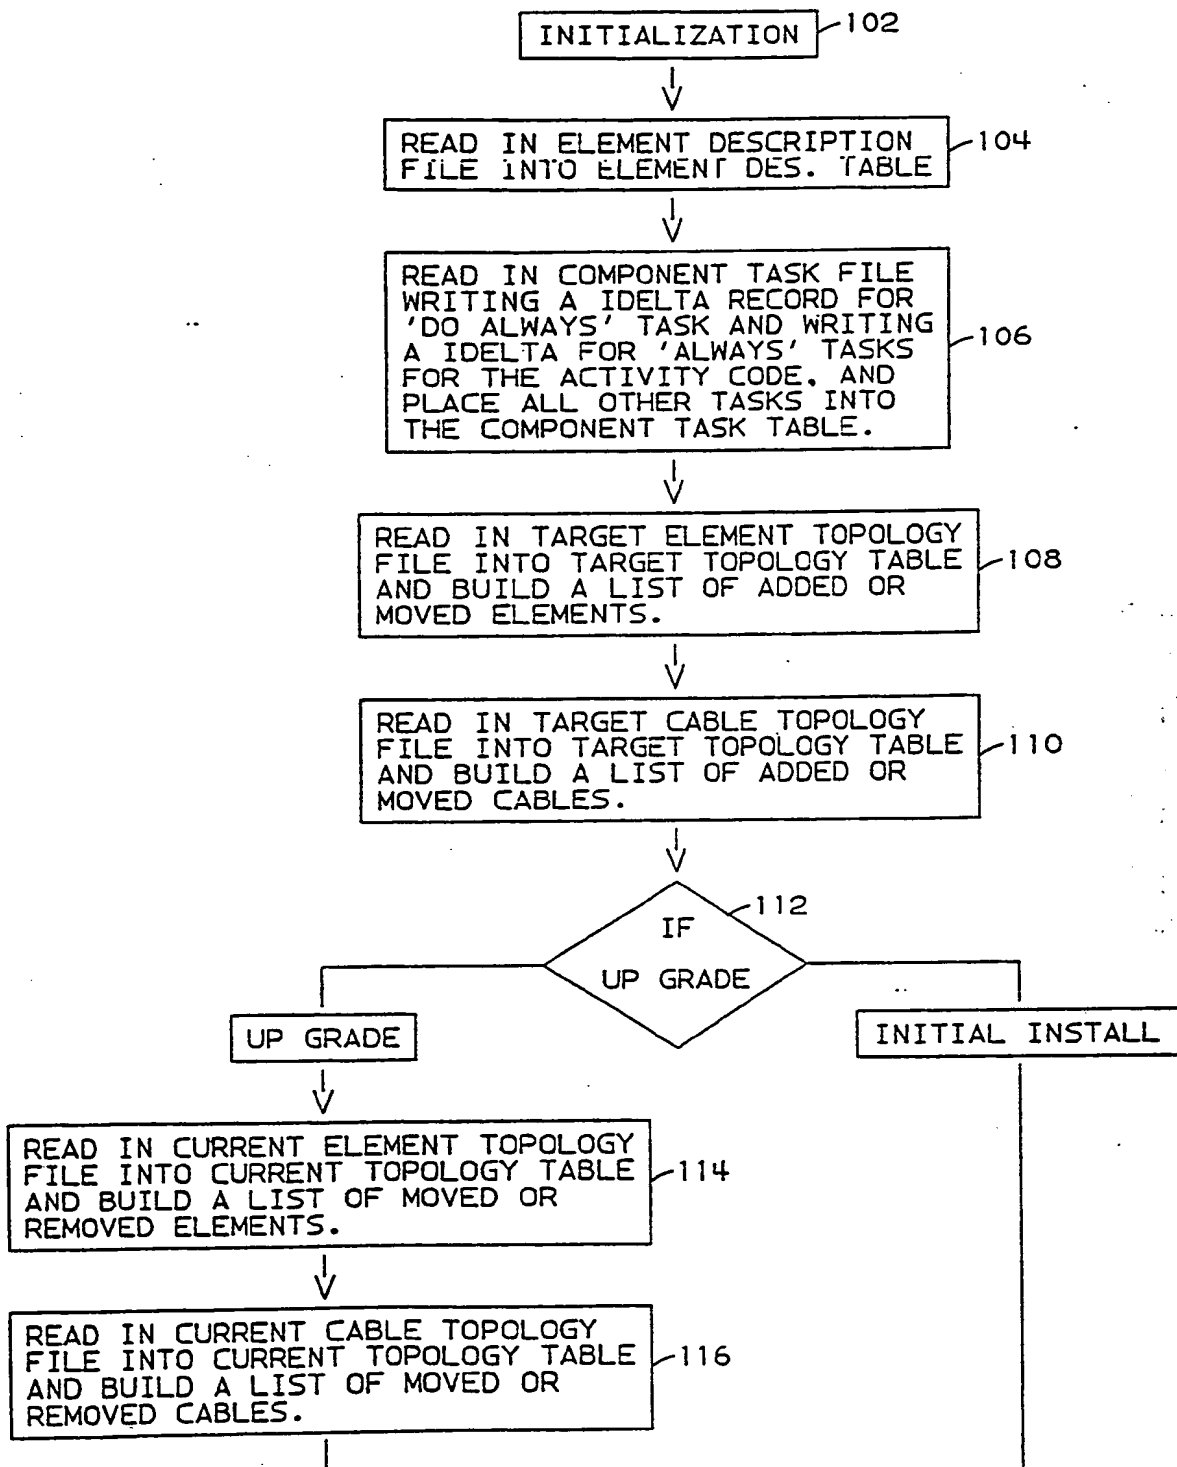 INITIALIZATION
102
READ IN ELEMENT DESCRIPTION
FILE INTO ELEMENT DES. TABLE
104
READ IN COMPONENT TASK FILE
WRITING A IDELTA RECORD FOR
'DO ALWAYS' TASK AND WRITING
A IDELTA FOR 'ALWAYS' TASKS
FOR THE ACTIVITY CODE. AND
PLACE ALL OTHER TASKS INTO
THE COMPONENT TASK TABLE.
106
READ IN TARGET ELEMENT TOPOLOGY
FILE INTO TARGET TOPOLOGY TABLE
AND BUILD A LIST OF ADDED OR
MOVED ELEMENTS.
108
READ IN TARGET CABLE TOPOLOGY
FILE INTO TARGET TOPOLOGY TABLE
AND BUILD A LIST OF ADDED OR
MOVED CABLES.
110
IF
UP GRADE
112
UP GRADE
INITIAL INSTALL
READ IN CURRENT ELEMENT TOPOLOGY
FILE INTO CURRENT TOPOLOGY TABLE
AND BUILD A LIST OF MOVED OR
REMOVED ELEMENTS.
114
READ IN CURRENT CABLE TOPOLOGY
FILE INTO CURRENT TOPOLOGY TABLE
AND BUILD A LIST OF MOVED OR
REMOVED CABLES.
116